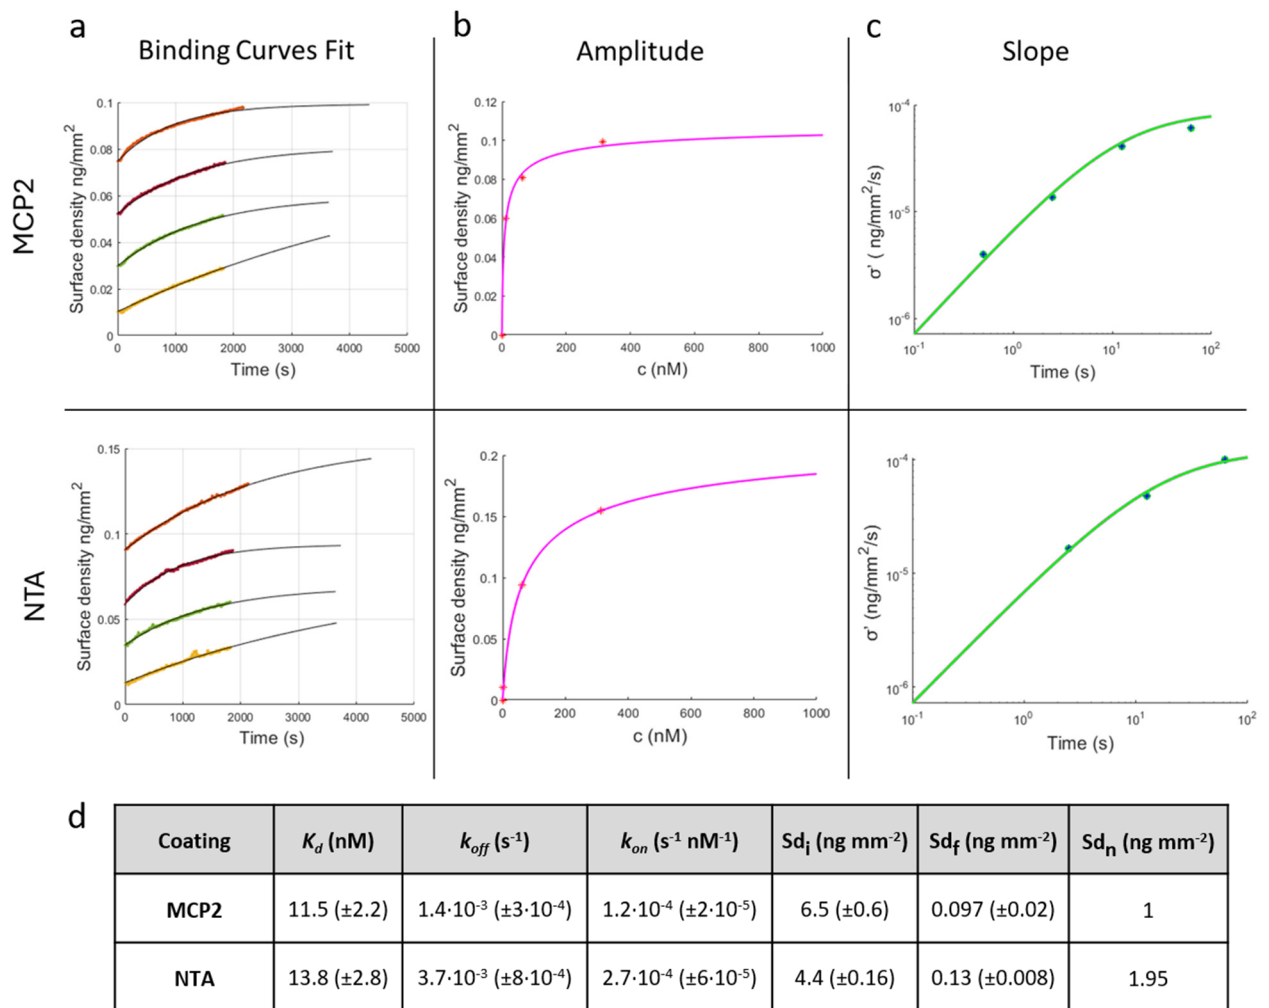 a
Binding Curves Fit
b
Amplitude
c
Slope
MCP2
Surface density ng/mm²
0.1
0.08
0.06
0.04
0.02
0
0 1000 2000 3000 4000 5000
Time (s)
Surface density ng/mm²
0.12
0.1
0.08
0.06
0.04
0.02
0
0 200 400 600 800 1000
c (nM)
σ' ( ng/mm²/s)
10⁻⁴
10⁻⁵
10⁻⁶
10⁻¹ 10⁰ 10¹ 10²
Time (s)
NTA
Surface density ng/mm²
0.15
0.1
0.05
0
0 1000 2000 3000 4000 5000
Time (s)
Surface density ng/mm²
0.2
0.15
0.1
0.05
0
0 200 400 600 800 1000
c (nM)
σ' (ng/mm²/s)
10⁻⁴
10⁻⁵
10⁻⁶
10⁻¹ 10⁰ 10¹ 10²
Time (s)
d
Coating K_d (nM) k_off (s⁻¹) k_on (s⁻¹ nM⁻¹) Sd_i (ng mm⁻²) Sd_f (ng mm⁻²) Sd_n (ng mm⁻²)
MCP2 11.5 (±2.2) 1.4·10⁻³ (±3·10⁻⁴) 1.2·10⁻⁴ (±2·10⁻⁵) 6.5 (±0.6) 0.097 (±0.02) 1
NTA 13.8 (±2.8) 3.7·10⁻³ (±8·10⁻⁴) 2.7·10⁻⁴ (±6·10⁻⁵) 4.4 (±0.16) 0.13 (±0.008) 1.95